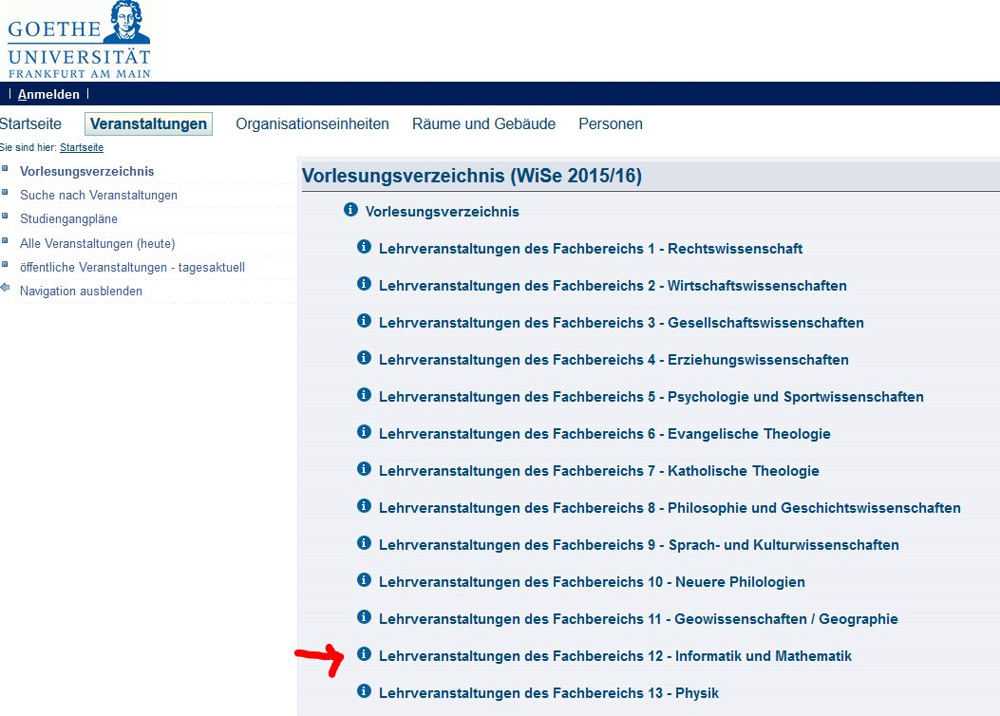 GOETHE
UNIVERSITÄT
FRANKFURT AM MAIN
| Anmelden |
Startseite Veranstaltungen Organisationseinheiten Räume und Gebäude Personen
Sie sind hier: Startseite
Vorlesungsverzeichnis
Suche nach Veranstaltungen
Studiengangpläne
Alle Veranstaltungen (heute)
öffentliche Veranstaltungen - tagesaktuell
Navigation ausblenden
Vorlesungsverzeichnis (WiSe 2015/16)
Vorlesungsverzeichnis
Lehrveranstaltungen des Fachbereichs 1 - Rechtswissenschaft
Lehrveranstaltungen des Fachbereichs 2 - Wirtschaftswissenschaften
Lehrveranstaltungen des Fachbereichs 3 - Gesellschaftswissenschaften
Lehrveranstaltungen des Fachbereichs 4 - Erziehungswissenschaften
Lehrveranstaltungen des Fachbereichs 5 - Psychologie und Sportwissenschaften
Lehrveranstaltungen des Fachbereichs 6 - Evangelische Theologie
Lehrveranstaltungen des Fachbereichs 7 - Katholische Theologie
Lehrveranstaltungen des Fachbereichs 8 - Philosophie und Geschichtswissenschaften
Lehrveranstaltungen des Fachbereichs 9 - Sprach- und Kulturwissenschaften
Lehrveranstaltungen des Fachbereichs 10 - Neuere Philologien
Lehrveranstaltungen des Fachbereichs 11 - Geowissenschaften / Geographie
Lehrveranstaltungen des Fachbereichs 12 - Informatik und Mathematik
Lehrveranstaltungen des Fachbereichs 13 - Physik